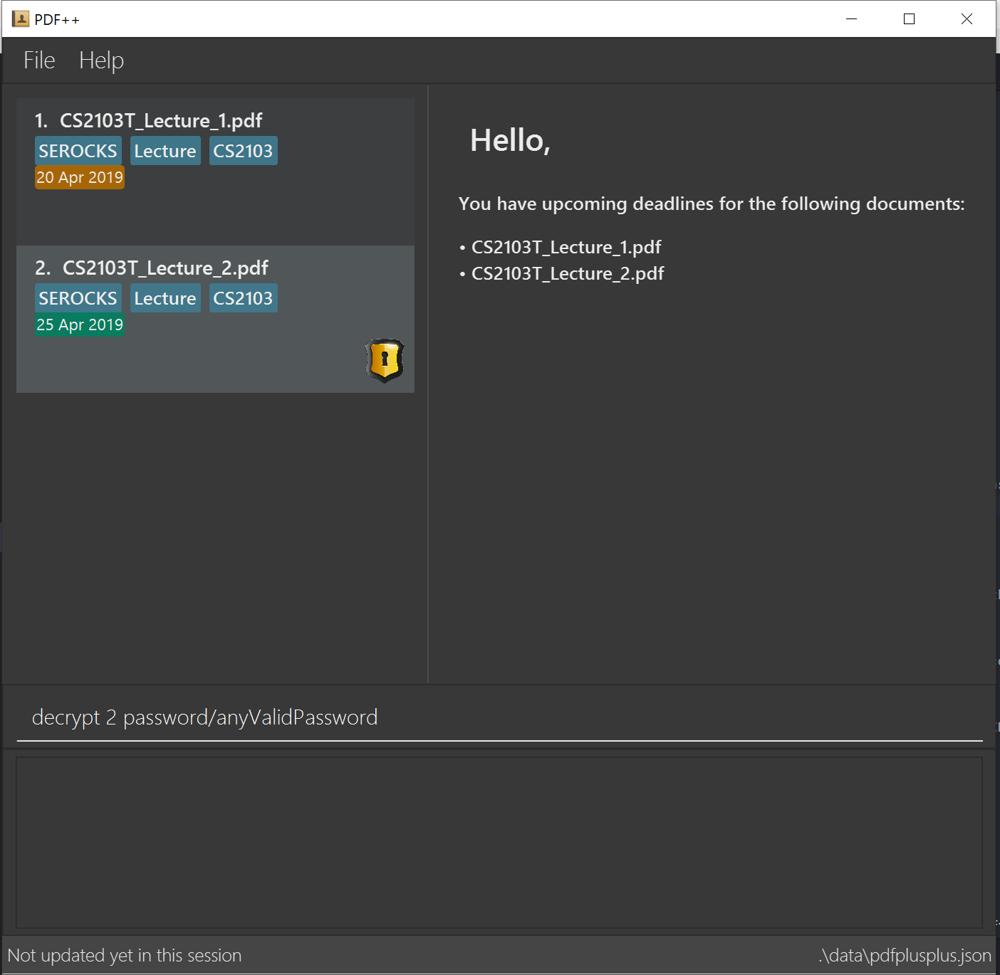 PDF++
File Help
1. CS2103T_Lecture_1.pdf
SEROCKS Lecture CS2103
20 Apr 2019
2. CS2103T_Lecture_2.pdf
SEROCKS Lecture CS2103
25 Apr 2019
Hello,
You have upcoming deadlines for the following documents:
• CS2103T_Lecture_1.pdf
• CS2103T_Lecture_2.pdf
decrypt 2 password/anyValidPassword
Not updated yet in this session
.\data\pdfplusplus.json